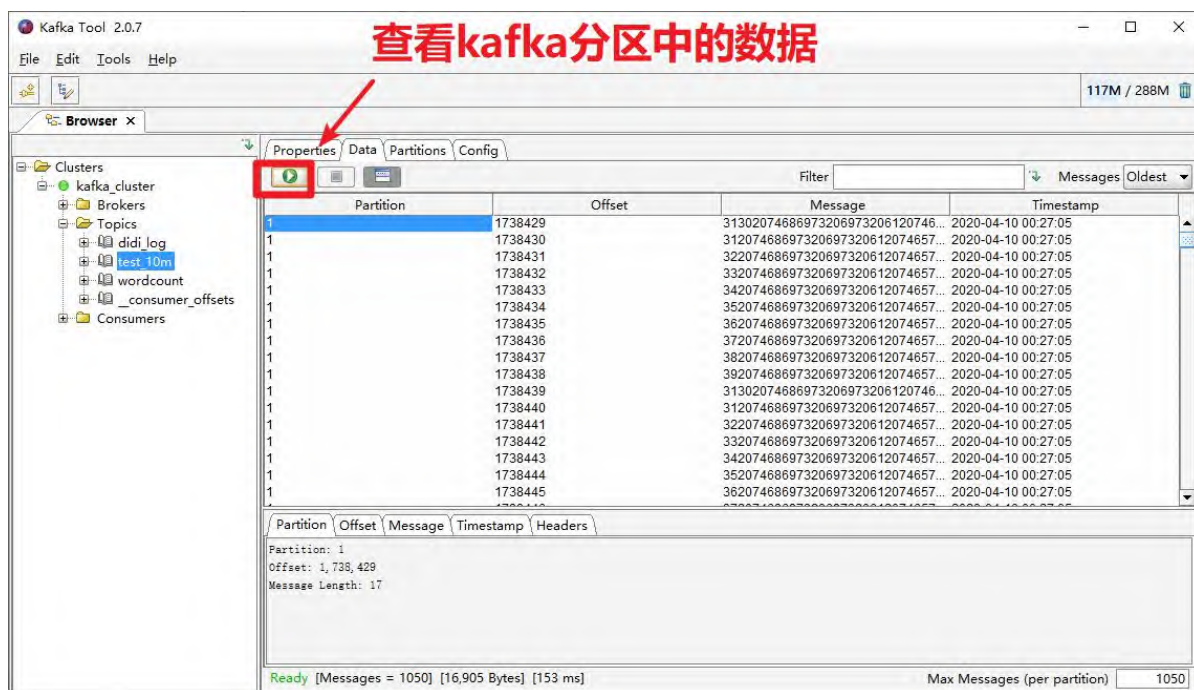 Kafka Tool 2.0.7
查看kafka分区中的数据
File Edit Tools Help
117M / 288M
Browser
Properties Data Partitions Config
Clusters
kafka_cluster
Brokers
Topics
didi_log
test_10m
wordcount
__consumer_offsets
Consumers
Filter Messages Oldest
Partition Offset Message Timestamp
1 1738429 31302074686973206973206120746... 2020-04-10 00:27:05
1 1738430 31207468697320697320612074657... 2020-04-10 00:27:05
1 1738431 32207468697320697320612074657... 2020-04-10 00:27:05
1 1738432 33207468697320697320612074657... 2020-04-10 00:27:05
1 1738433 34207468697320697320612074657... 2020-04-10 00:27:05
1 1738434 35207468697320697320612074657... 2020-04-10 00:27:05
1 1738435 36207468697320697320612074657... 2020-04-10 00:27:05
1 1738436 37207468697320697320612074657... 2020-04-10 00:27:05
1 1738437 38207468697320697320612074657... 2020-04-10 00:27:05
1 1738438 39207468697320697320612074657... 2020-04-10 00:27:05
1 1738439 31302074686973206973206120746... 2020-04-10 00:27:05
1 1738440 31207468697320697320612074657... 2020-04-10 00:27:05
1 1738441 32207468697320697320612074657... 2020-04-10 00:27:05
1 1738442 33207468697320697320612074657... 2020-04-10 00:27:05
1 1738443 34207468697320697320612074657... 2020-04-10 00:27:05
1 1738444 35207468697320697320612074657... 2020-04-10 00:27:05
1 1738445 36207468697320697320612074657... 2020-04-10 00:27:05
Partition Offset Message Timestamp Headers
Partition: 1
Offset: 1,738,429
Message Length: 17
Ready [Messages = 1050] [16,905 Bytes] [153 ms]
Max Messages (per partition) 1050